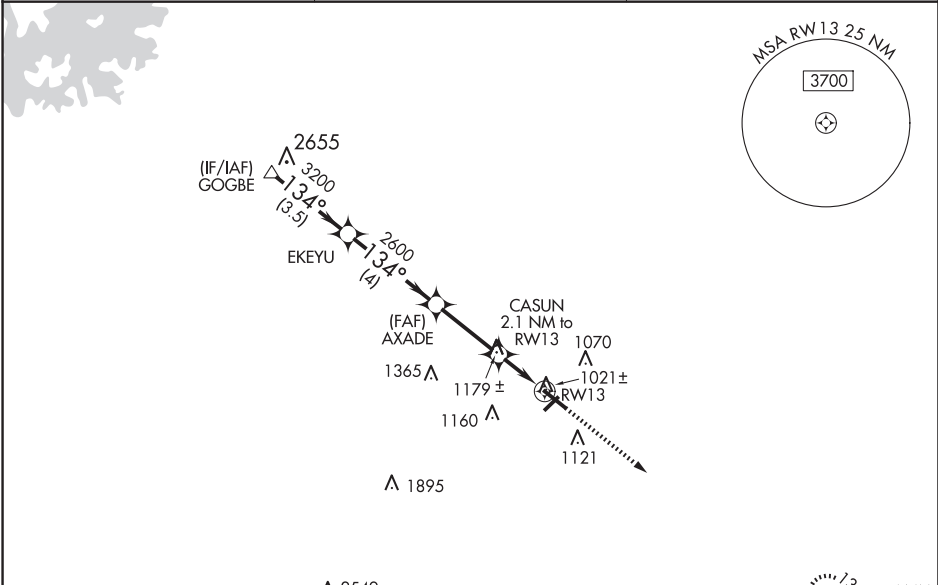 MSA RW13 25 NM
3700
2655
(IF/IAF)
GOGBE
3200
134°
(3.5)
EKEYU
2600
134°
(4)
(FAF)
AXADE
CASUN
2.1 NM to
RW13
1070
1365
1179 ±
1021±
RW13
1160
1121
1895
13